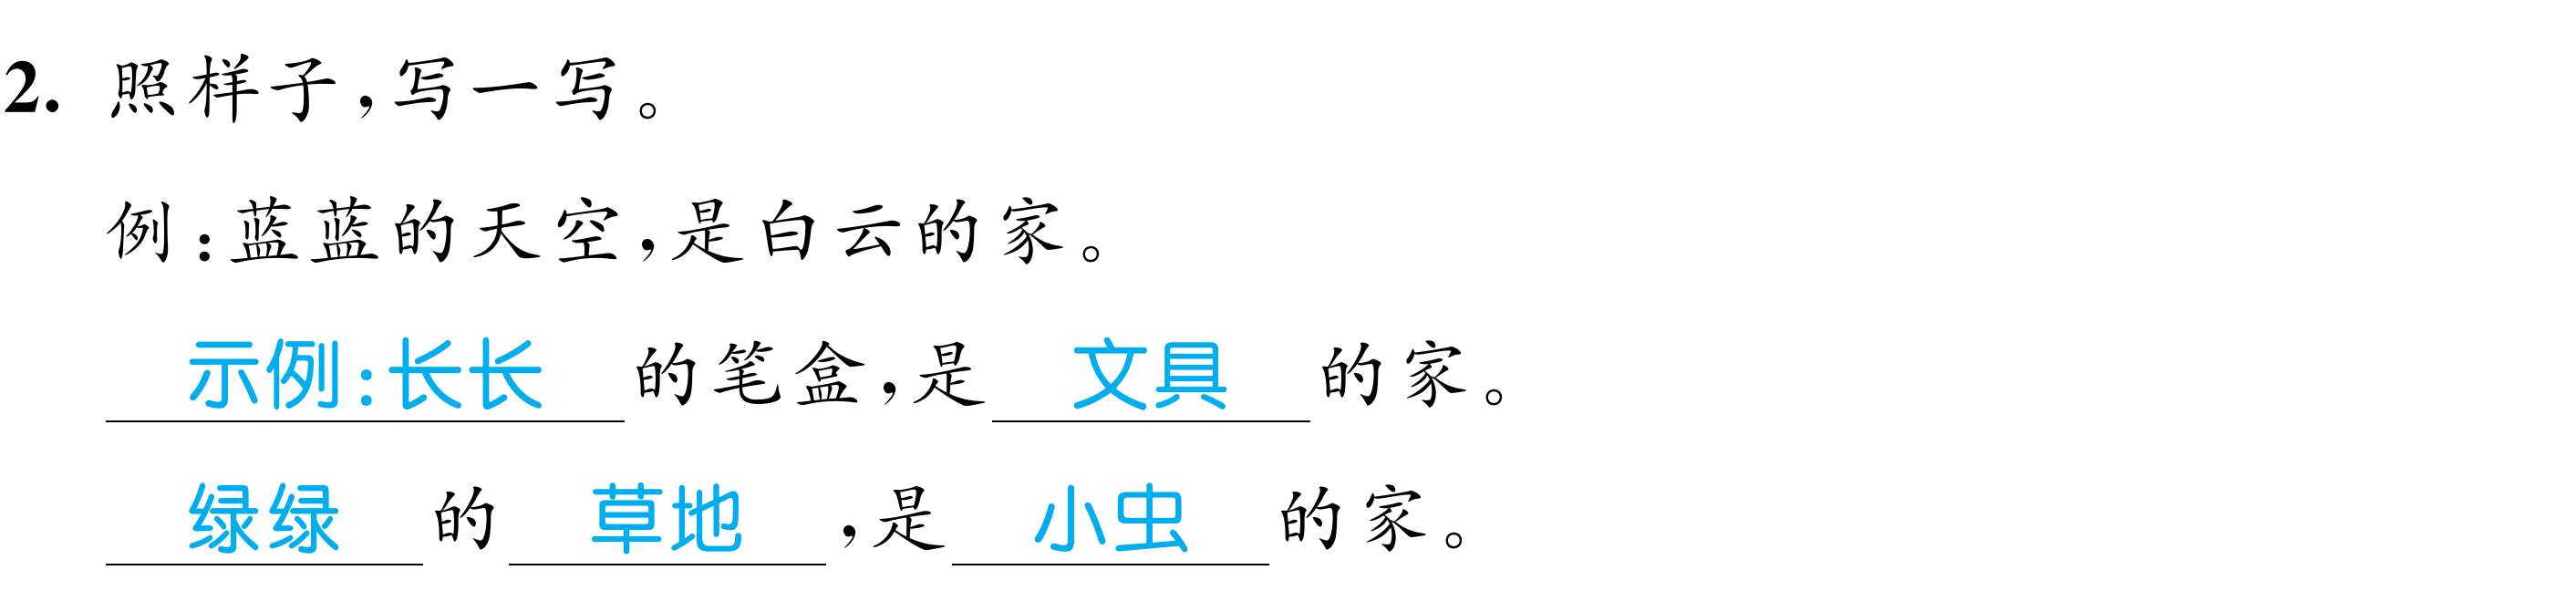 2. 照样子,写一写。
例:蓝蓝的天空,是白云的家。
示例:长长的笔盒,是文具的家。
绿绿的草地,是小虫的家。